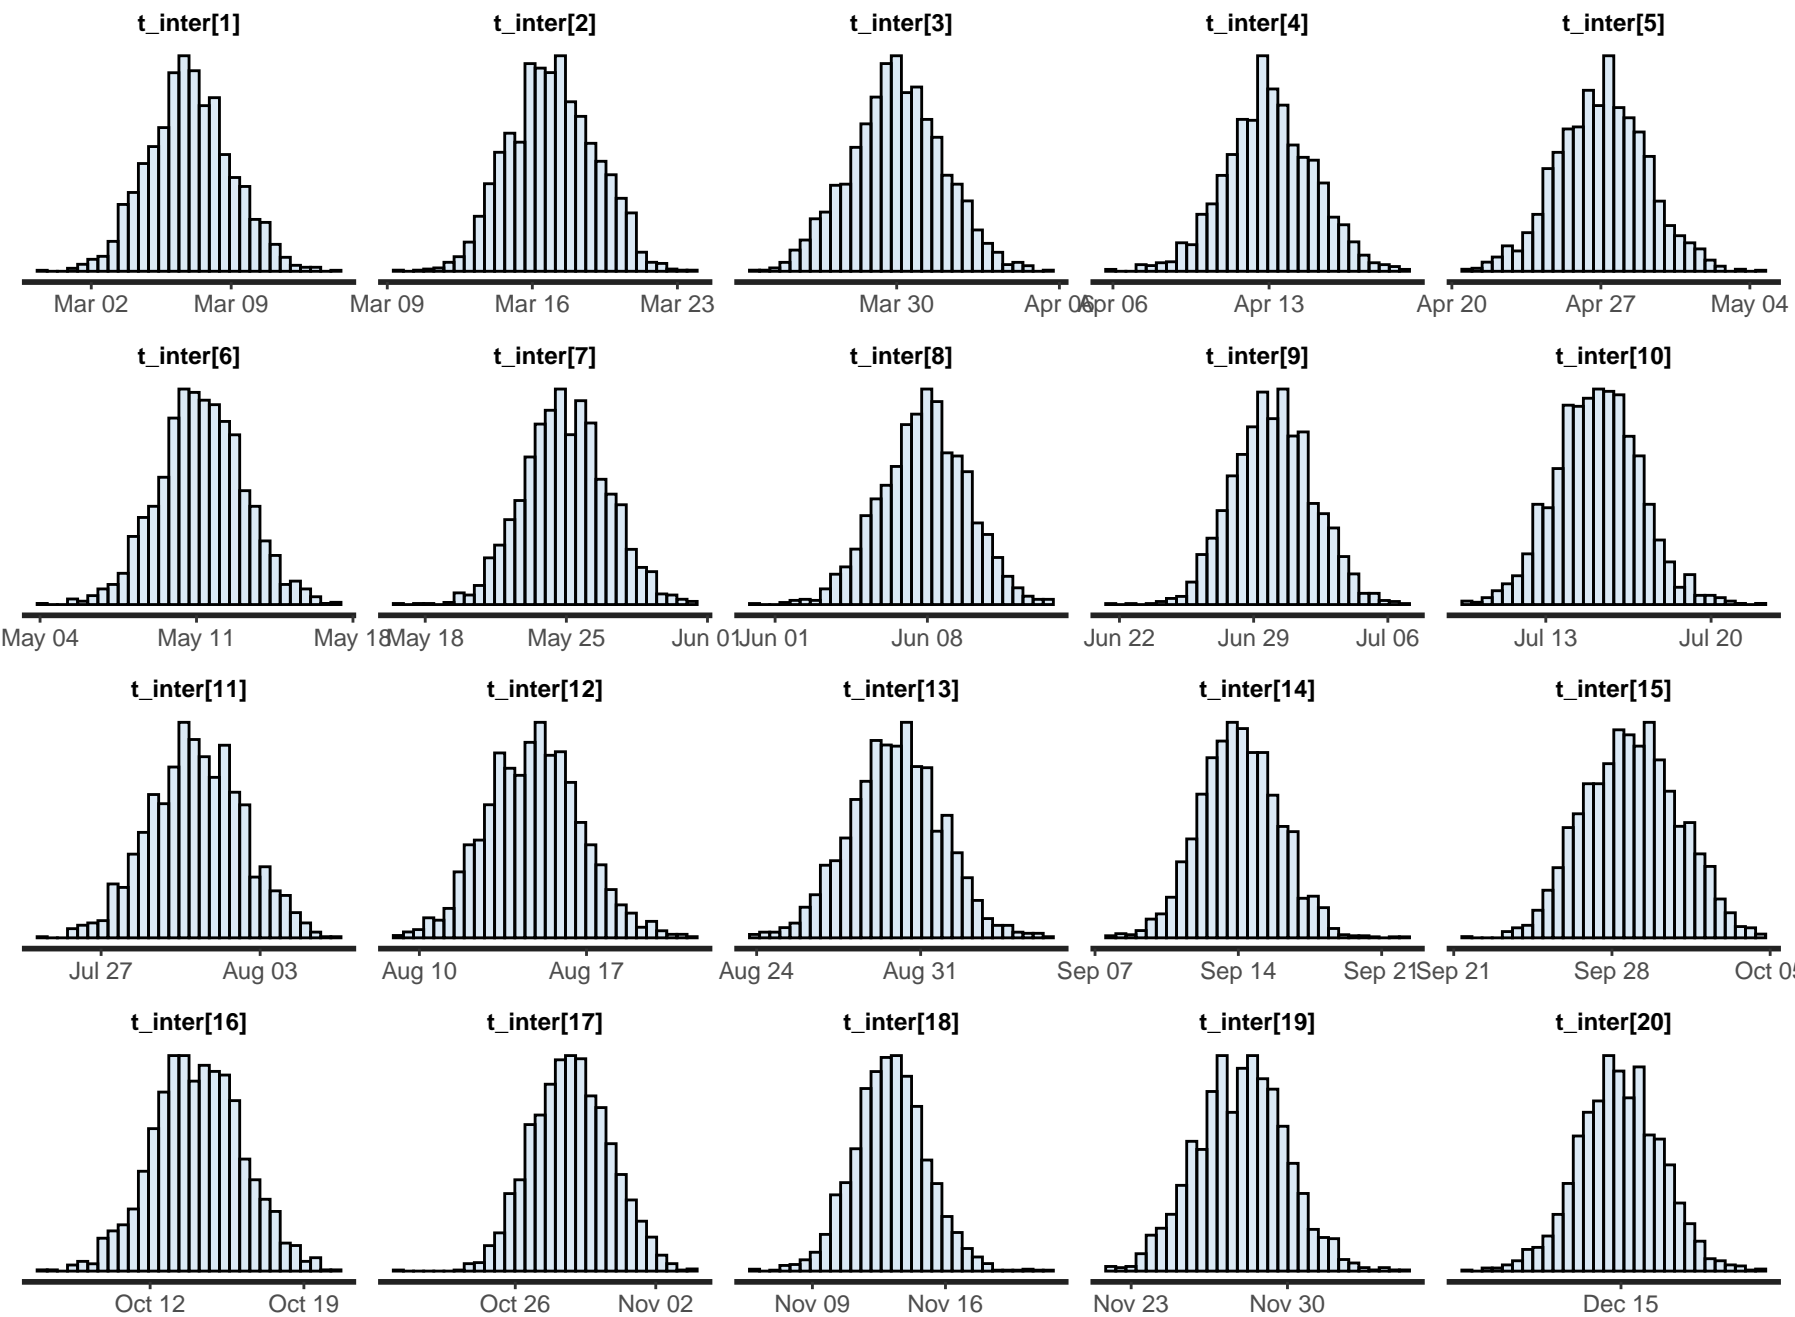 t_inter[1] t_inter[2] t_inter[3] t_inter[4] t_inter[5]
Mar 02 Mar 09 Mar 09 Mar 16 Mar 23 Mar 30 Apr 06 Apr 06 Apr 13 Apr 20 Apr 27 May 04
t_inter[6] t_inter[7] t_inter[8] t_inter[9] t_inter[10]
May 04 May 11 May 18 May 18 May 25 Jun 01 Jun 01 Jun 08 Jun 22 Jun 29 Jul 06 Jul 13 Jul 20
t_inter[11] t_inter[12] t_inter[13] t_inter[14] t_inter[15]
Jul 27 Aug 03 Aug 10 Aug 17 Aug 24 Aug 31 Sep 07 Sep 14 Sep 21 Sep 21 Sep 28 Oct 05
t_inter[16] t_inter[17] t_inter[18] t_inter[19] t_inter[20]
Oct 12 Oct 19 Oct 26 Nov 02 Nov 09 Nov 16 Nov 23 Nov 30 Dec 15